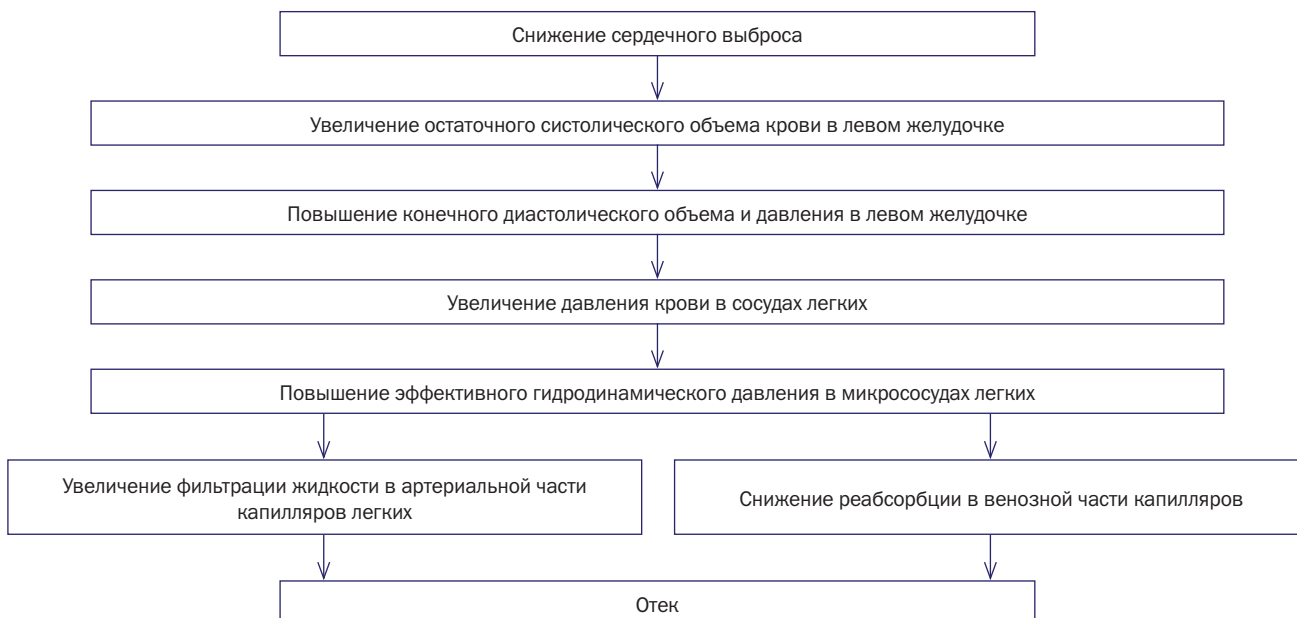 Снижение сердечного выброса
Увеличение остаточного систолического объема крови в левом желудочке
Повышение конечного диастолического объема и давления в левом желудочке
Увеличение давления крови в сосудах легких
Повышение эффективного гидродинамического давления в микрососудах легких
Увеличение фильтрации жидкости в артериальной части
капилляров легких
Снижение реабсорбции в венозной части капилляров
Отек